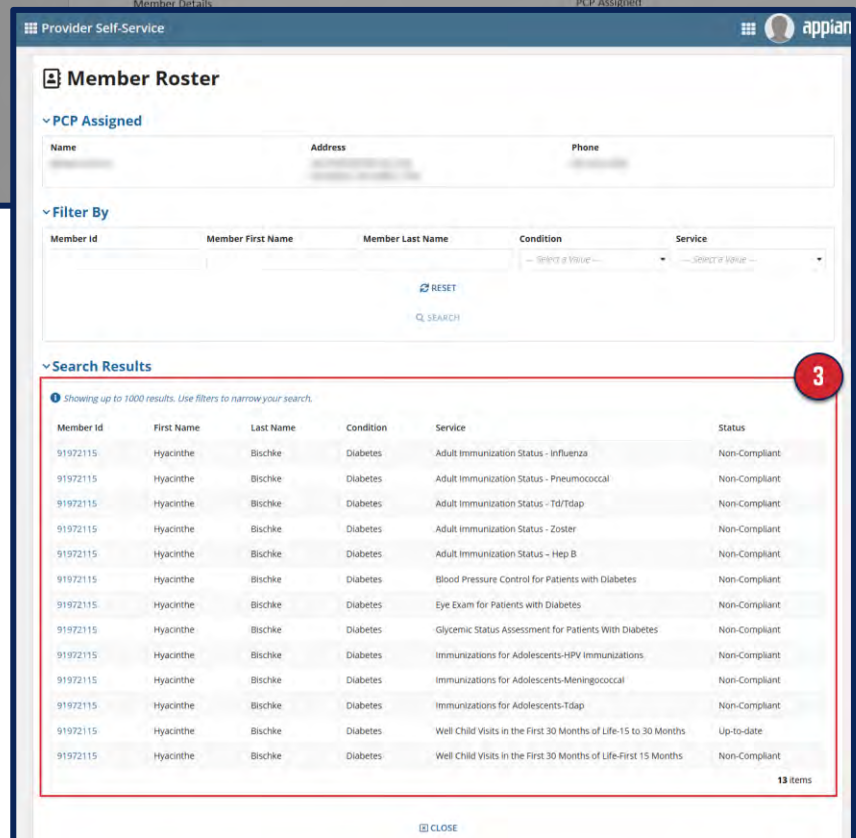 Member Details PCP Assigned
Provider Self-Service appian
Member Roster
PCP Assigned
Name Address Phone
Filter By
Member Id Member First Name Member Last Name Condition Service
--- Select a Value --- --- Select a Value ---
RESET
SEARCH
Search Results
3
Showing up to 1000 results. Use filters to narrow your search.
Member Id First Name Last Name Condition Service Status
91972115 Hyacinthe Bischke Diabetes Adult Immunization Status - Influenza Non-Compliant
91972115 Hyacinthe Bischke Diabetes Adult Immunization Status - Pneumococcal Non-Compliant
91972115 Hyacinthe Bischke Diabetes Adult Immunization Status - Td/Tdap Non-Compliant
91972115 Hyacinthe Bischke Diabetes Adult Immunization Status - Zoster Non-Compliant
91972115 Hyacinthe Bischke Diabetes Adult Immunization Status – Hep B Non-Compliant
91972115 Hyacinthe Bischke Diabetes Blood Pressure Control for Patients with Diabetes Non-Compliant
91972115 Hyacinthe Bischke Diabetes Eye Exam for Patients with Diabetes Non-Compliant
91972115 Hyacinthe Bischke Diabetes Glycemic Status Assessment for Patients With Diabetes Non-Compliant
91972115 Hyacinthe Bischke Diabetes Immunizations for Adolescents-HPV Immunizations Non-Compliant
91972115 Hyacinthe Bischke Diabetes Immunizations for Adolescents-Meningococcal Non-Compliant
91972115 Hyacinthe Bischke Diabetes Immunizations for Adolescents-Tdap Non-Compliant
91972115 Hyacinthe Bischke Diabetes Well Child Visits in the First 30 Months of Life-15 to 30 Months Up-to-date
91972115 Hyacinthe Bischke Diabetes Well Child Visits in the First 30 Months of Life-First 15 Months Non-Compliant
13 items
CLOSE